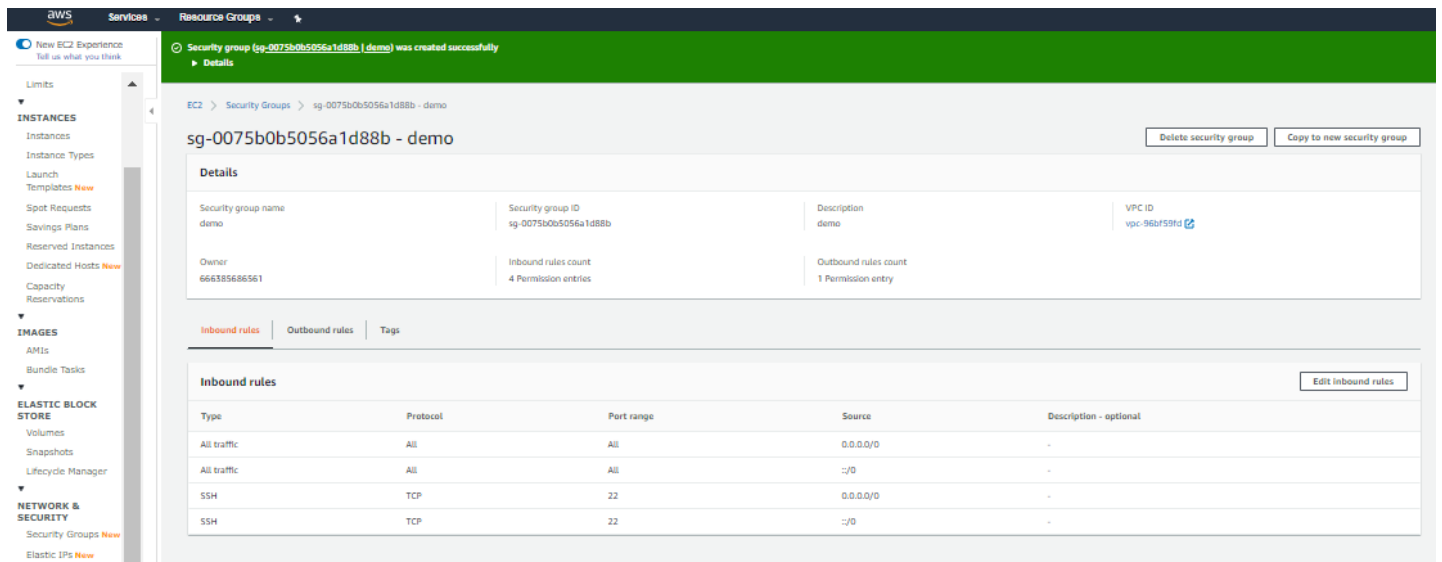 aws Services Resource Groups
New EC2 Experience
Tell us what you think
Limits
INSTANCES
Instances
Instance Types
Launch
Templates New
Spot Requests
Savings Plans
Reserved Instances
Dedicated Hosts New
Capacity
Reservations
IMAGES
AMIs
Bundle Tasks
ELASTIC BLOCK
STORE
Volumes
Snapshots
Lifecycle Manager
NETWORK &
SECURITY
Security Groups New
Elastic IPs New
Security group (sg-0075b0b5056a1d88b | demo) was created successfully
Details
EC2 > Security Groups > sg-0075b0b5056a1d88b - demo
sg-0075b0b5056a1d88b - demo
Delete security group Copy to new security group
Details
Security group name Security group ID Description VPC ID
demo sg-0075b0b5056a1d88b demo vpc-96bf59fd
Owner Inbound rules count Outbound rules count
666385686561 4 Permission entries 1 Permission entry
Inbound rules Outbound rules Tags
Inbound rules Edit inbound rules
Type Protocol Port range Source Description - optional
All traffic All All 0.0.0.0/0 -
All traffic All All ::/0 -
SSH TCP 22 0.0.0.0/0 -
SSH TCP 22 ::/0 -